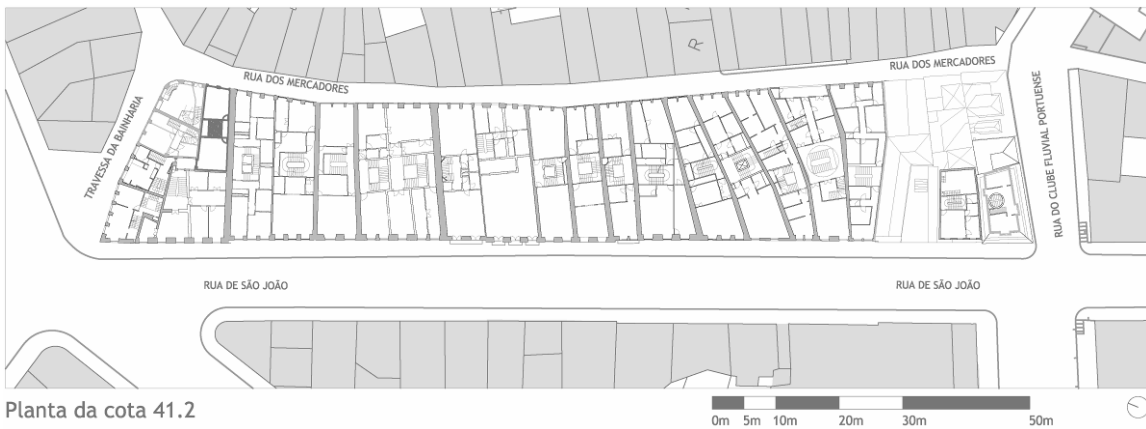 R
RUA DOS MERCADORES
RUA DOS MERCADORES
TRAVESSA DA BAINHARIA
RUA DO CLUBE FLUVIAL PORTUENSE
RUA DE SÃO JOÃO
RUA DE SÃO JOÃO
Planta da cota 41.2
0m 5m 10m 20m 30m 50m